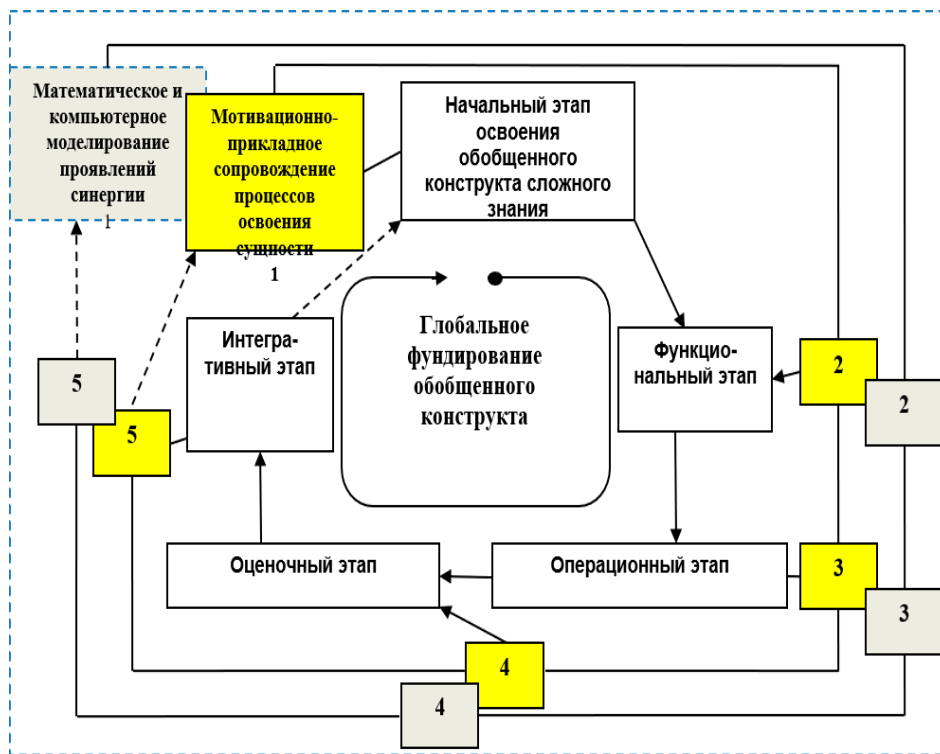 Математическое и
компьютерное
моделирование
проявлений
синергии
1
Мотивационно-
прикладное
сопровождение
процессов
освоения
сущности
1
Начальный этап
освоения
обобщенного
конструкта сложного
знания
Интегра-
тивный этап
Глобальное
фундирование
обобщенного
конструкта
Функцио-
нальный этап
2
2
5
5
Оценочный этап
Операционный этап
3
3
4
4